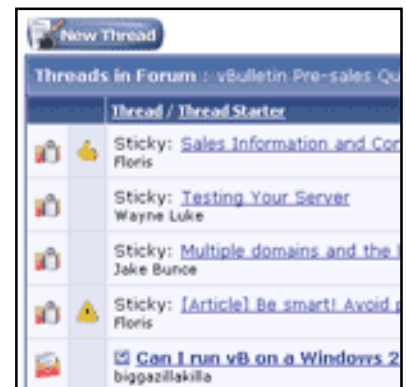 New Thread
Threads in Forum : vBulletin Pre-sales Qu
Thread / Thread Starter
Sticky: Sales Information and Con
Floris
Sticky: Testing Your Server
Wayne Luke
Sticky: Multiple domains and the
Jake Bunce
Sticky: [Article] Be smart! Avoid
Floris
Can I run vB on a Windows 2
biggazillakilla